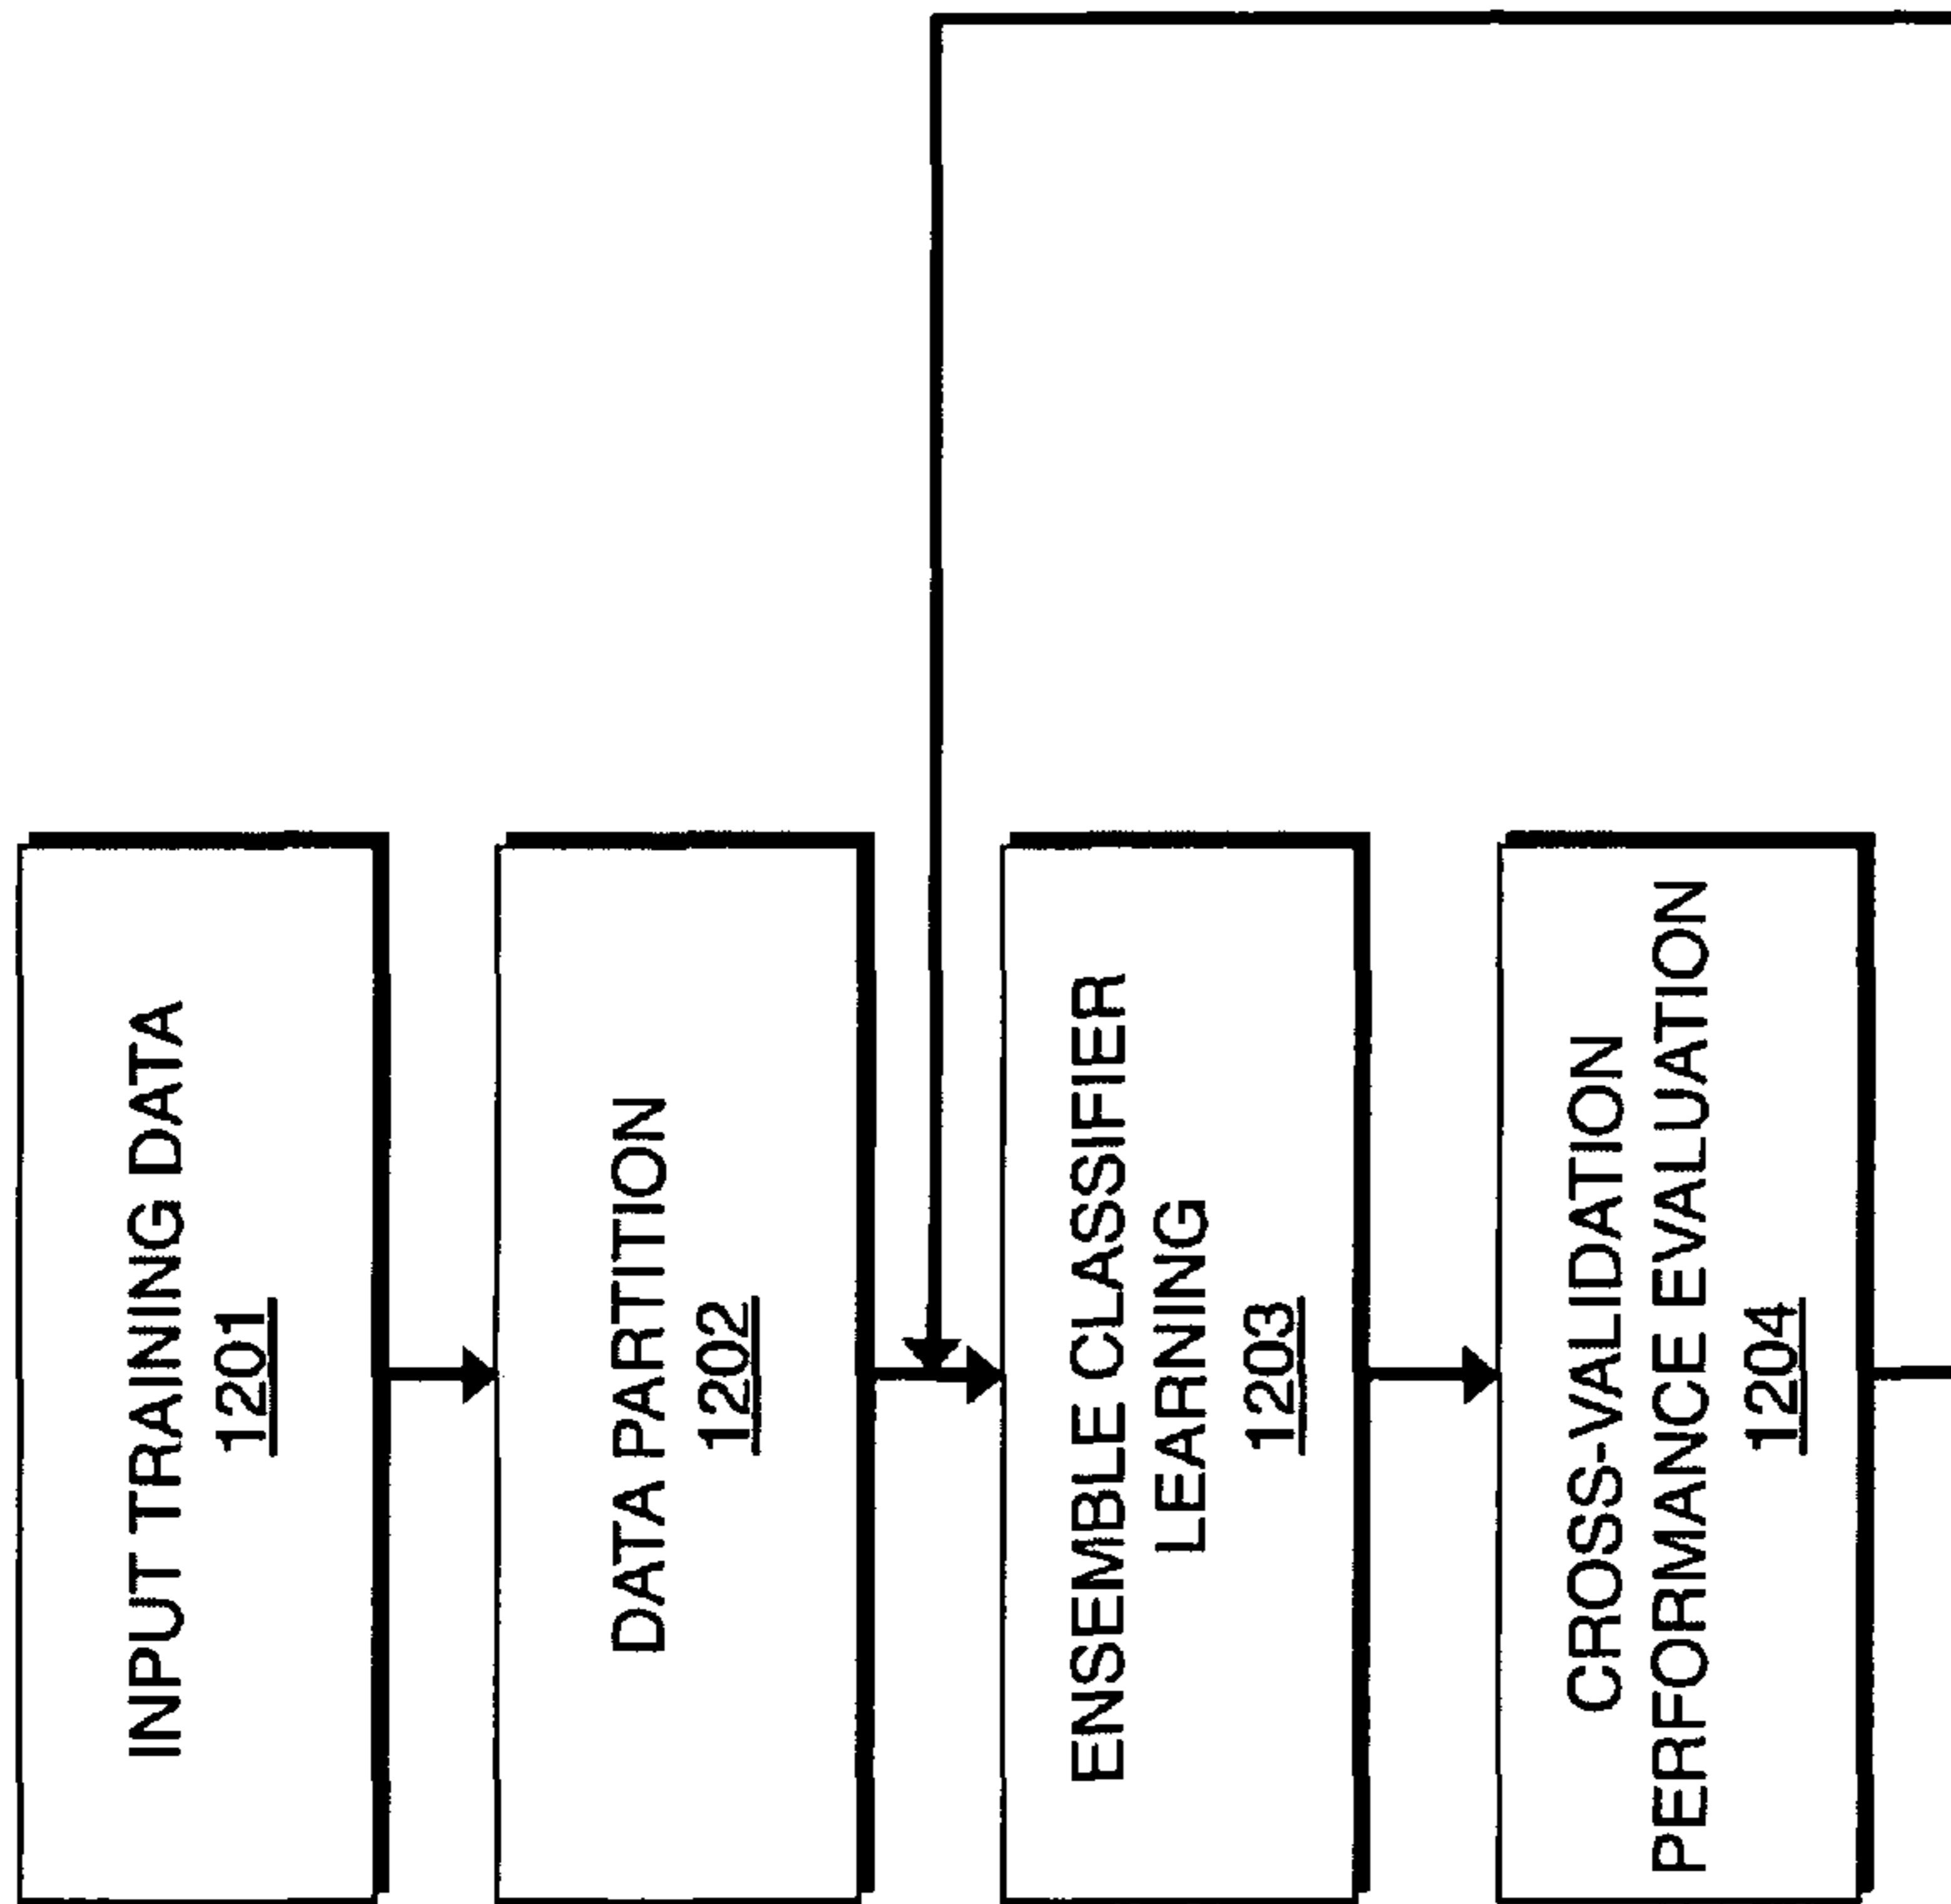 INPUT TRAINING DATA
1201
DATA PARTITION
1202
ENSEMBLE CLASSIFIER
LEARNING
1203
CROSS-VALIDATION
PERFORMANCE EVALUATION
1204